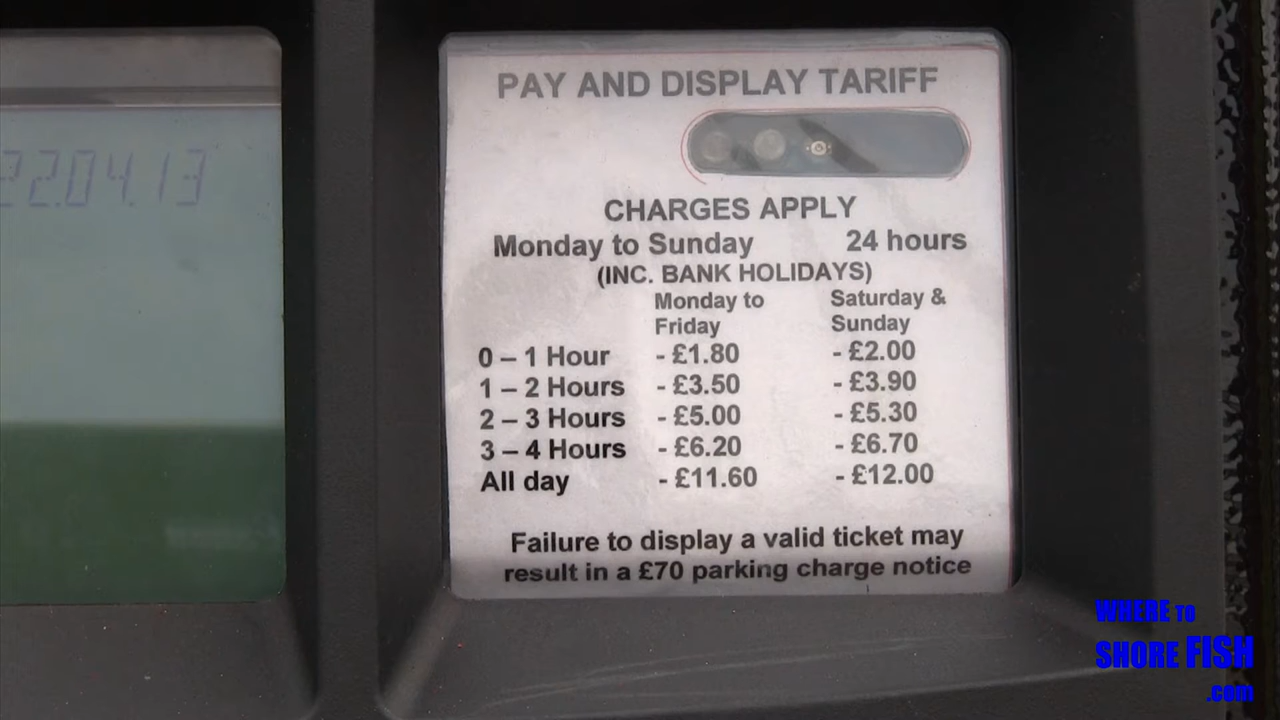 22.04.13
PAY AND DISPLAY TARIFF
CHARGES APPLY
Monday to Sunday 24 hours
(INC. BANK HOLIDAYS)
Monday to Friday Saturday & Sunday
0 – 1 Hour - £1.80 - £2.00
1 – 2 Hours - £3.50 - £3.90
2 – 3 Hours - £5.00 - £5.30
3 – 4 Hours - £6.20 - £6.70
All day - £11.60 - £12.00
Failure to display a valid ticket may
result in a £70 parking charge notice
WHERE TO
SHORE FISH
.com